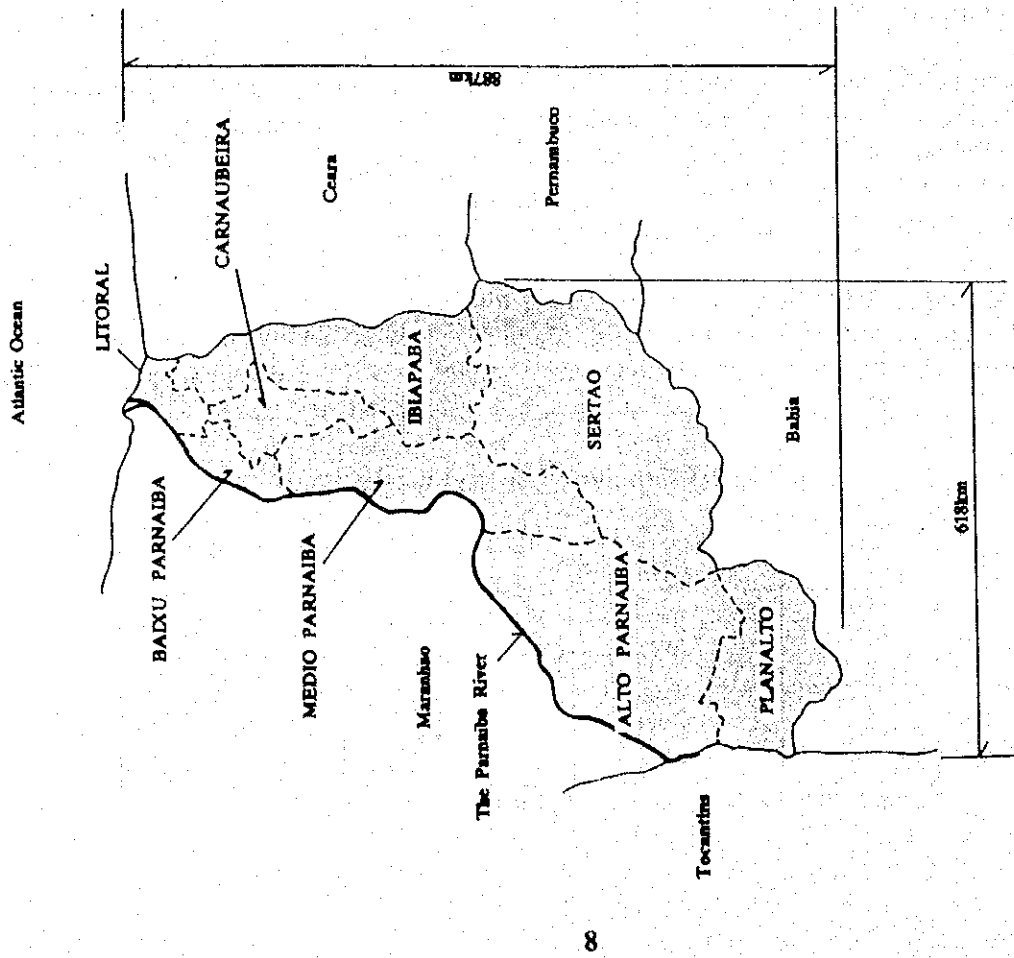 Atlantic Ocean
LITORAL
CARNAUBEIRA
Ceara
887km
BAIXU PARNAIBA
IBIAPABA
Pernambuco
MEDIO PARNAIBA
SERTAO
Maranhao
The Parnaiba River
ALTO PARNAIBA
Bahia
PLANALTO
618km
Tocantins
8